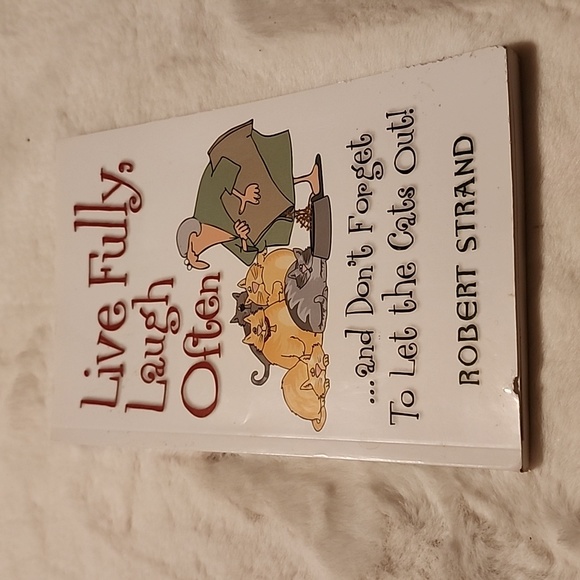 Live Fully,
Laugh
Often
...and Don't Forget
To Let the Cats Out!
ROBERT STRAND